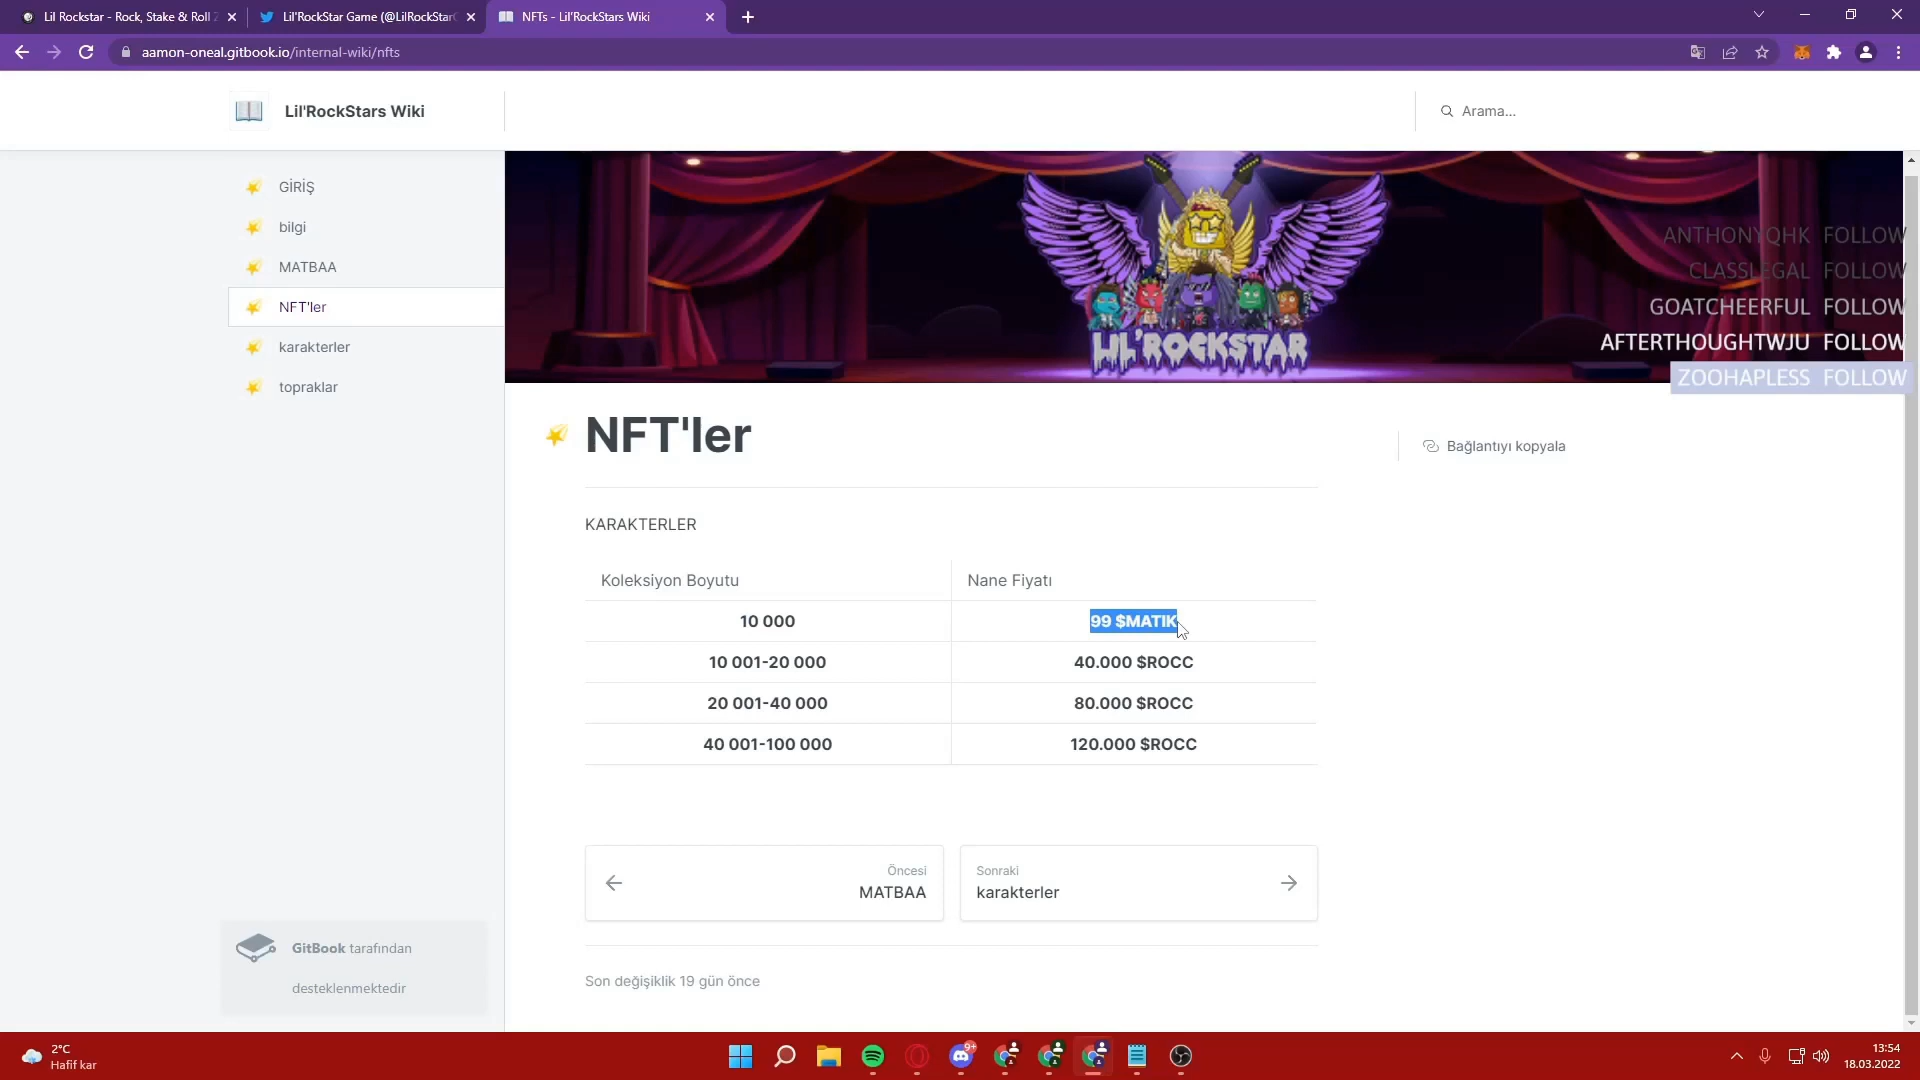 Lil Rockstar - Rock, Stake & Roll
Lil'RockStar Game (@LilRockStar
NFTs - Lil'RockStars Wiki
aamon-oneal.gitbook.io/internal-wiki/nfts
Lil'RockStars Wiki
Arama...
GİRİŞ
bilgi
MATBAA
NFT'ler
karakterler
topraklar
LIL'ROCKSTAR
ANTHONYQHK FOLLOW
CLASSLEGAL FOLLOW
GOATCHEERFUL FOLLOW
AFTERTHOUGHTWJU FOLLOW
ZOOHAPLESS FOLLOW
NFT'ler
Bağlantıyı kopyala
KARAKTERLER
Koleksiyon Boyutu Nane Fiyatı
10 000 99 $MATIK
10 001-20 000 40.000 $ROCC
20 001-40 000 80.000 $ROCC
40 001-100 000 120.000 $ROCC
Öncesi
MATBAA
Sonraki
karakterler
GitBook tarafından
desteklenmektedir
Son değişiklik 19 gün önce
2°C
Hafif kar
9+
13:54
18.03.2022